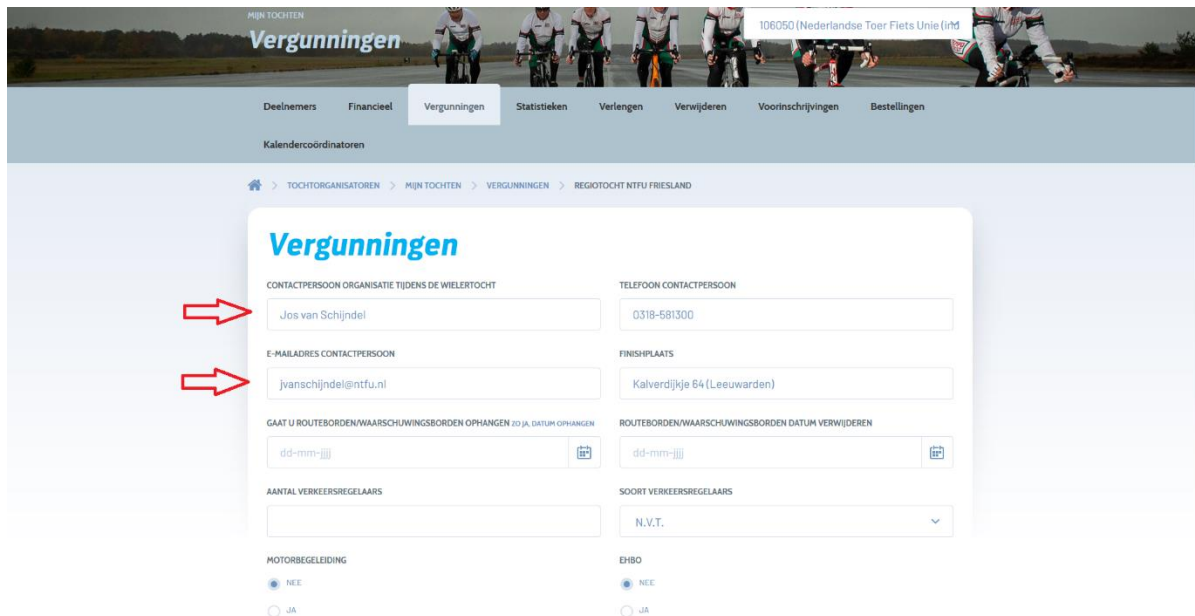 MIJN TOCHTEN
Vergunningen
106050 (Nederlandse Toer Fiets Unie (ind
Deelnemers Financieel Vergunningen Statistieken Verlengen Verwijderen Voorinschrijvingen Bestellingen
Kalendercoördinatoren
> TOCHTORGANISATOREN > MIJN TOCHTEN > VERGUNNINGEN > REGIOTOCHT NTFU FRIESLAND
Vergunningen
CONTACTPERSOON ORGANISATIE TIJDENS DE WIELERTOCHT TELEFOON CONTACTPERSOON
Jos van Schijndel 0318-581300
E-MAILADRES CONTACTPERSOON FINISHPLAATS
jvanschijndel@ntfu.nl Kalverdijkje 64 (Leeuwarden)
GAAT U ROUTEBORDEN/WAARSCHUWINGSBORDEN OPHANGEN ZO JA, DATUM OPHANGEN ROUTEBORDEN/WAARSCHUWINGSBORDEN DATUM VERWIJDEREN
dd-mm-jjjj dd-mm-jjjj
AANTAL VERKEERSREGELAARS SOORT VERKEERSREGELAARS
N.V.T.
MOTORBEGELEIDING EHBO
NEE NEE
JA JA